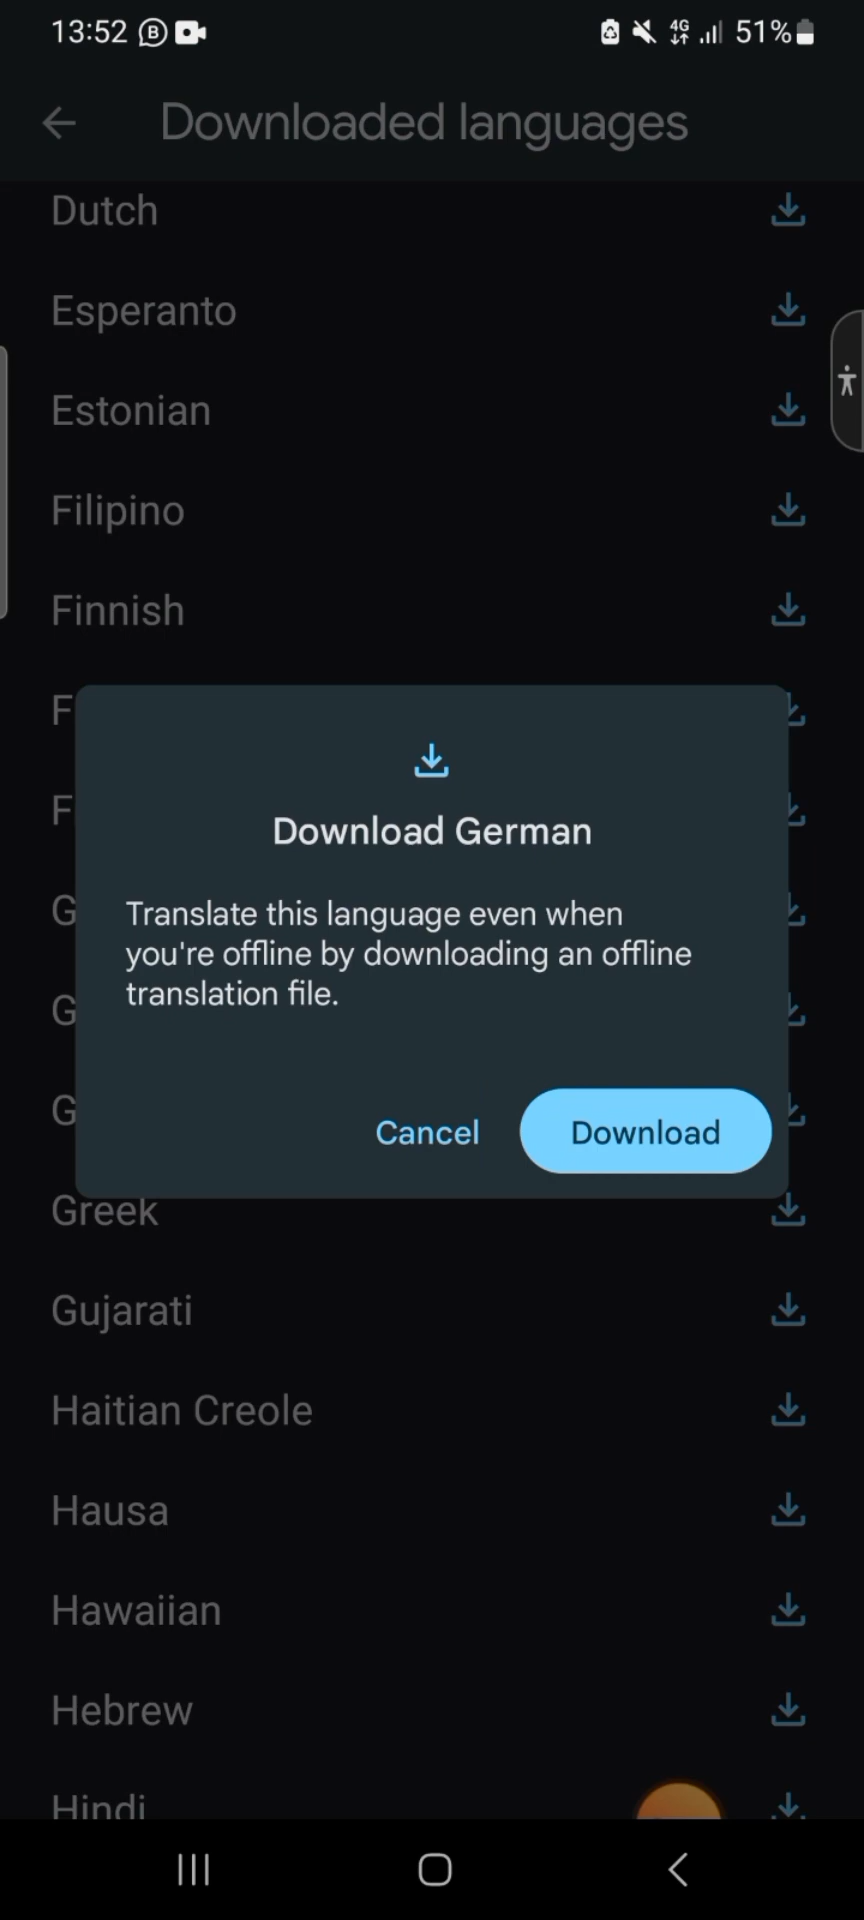 13:52 B 4G 51%
Downloaded languages
Dutch
Esperanto
Estonian
Filipino
Finnish
F
F
G
G
G
Download German
Translate this language even when
you're offline by downloading an offline
translation file.
Cancel Download
Greek
Gujarati
Haitian Creole
Hausa
Hawaiian
Hebrew
Hindi